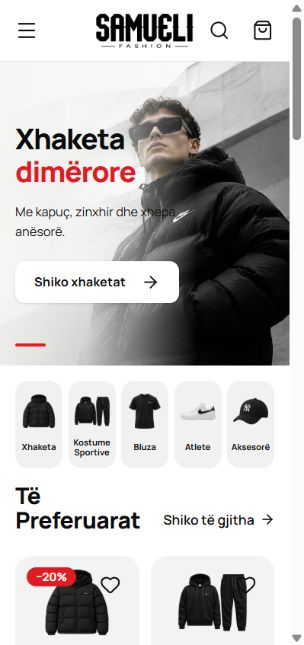 SAMUELI
FASHION
Xhaketa
dimërore
Me kapuç, zinxhir dhe xhepa
anësorë.
Shiko xhaketat
Xhaketa
Kostume
Sportive
Bluza
Atlete
Aksesorë
Të
Preferuarat
Shiko të gjitha
−20%